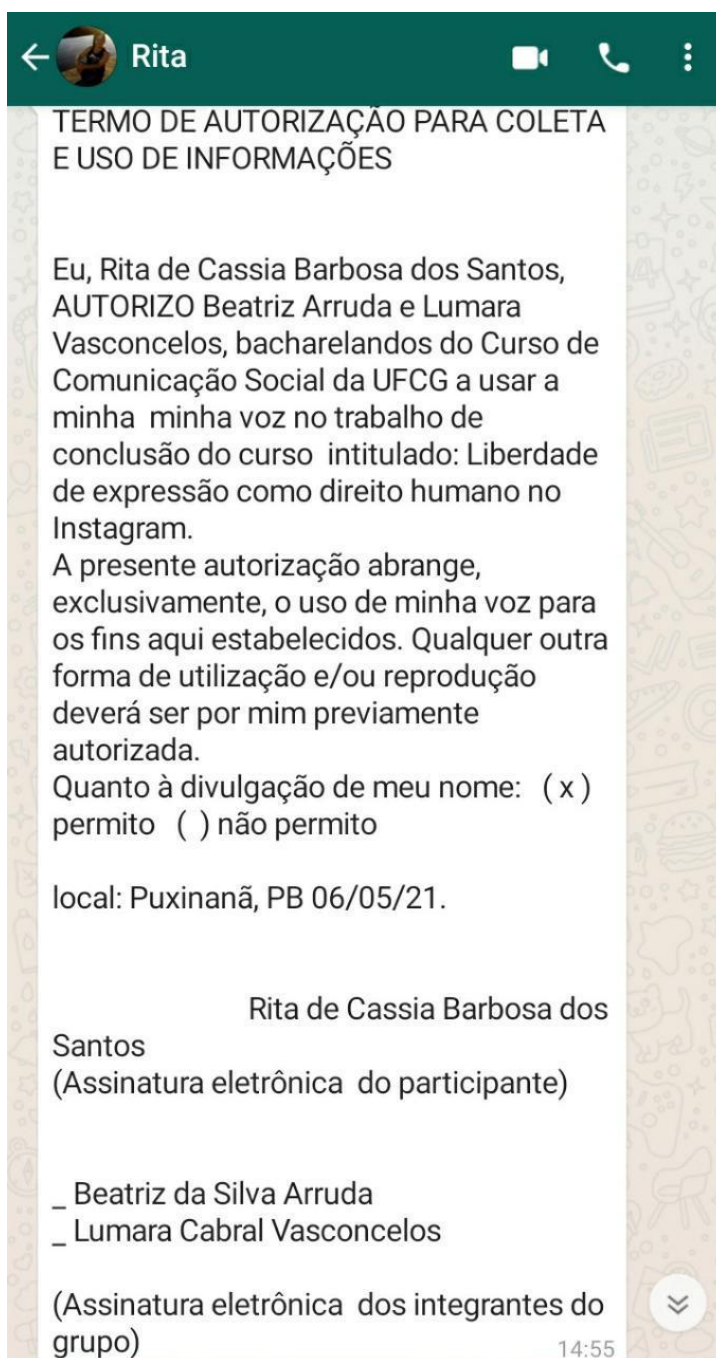 Rita
TERMO DE AUTORIZAÇÃO PARA COLETA
E USO DE INFORMAÇÕES
Eu, Rita de Cassia Barbosa dos Santos,
AUTORIZO Beatriz Arruda e Lumara
Vasconcelos, bacharelandos do Curso de
Comunicação Social da UFCG a usar a
minha  minha voz no trabalho de
conclusão do curso  intitulado: Liberdade
de expressão como direito humano no
Instagram.
A presente autorização abrange,
exclusivamente, o uso de minha voz para
os fins aqui estabelecidos. Qualquer outra
forma de utilização e/ou reprodução
deverá ser por mim previamente
autorizada.
Quanto à divulgação de meu nome:   ( x )
permito   (  ) não permito
local: Puxinanã, PB 06/05/21.
Rita de Cassia Barbosa dos
Santos
(Assinatura eletrônica  do participante)
_ Beatriz da Silva Arruda
_ Lumara Cabral Vasconcelos
(Assinatura eletrônica  dos integrantes do
grupo)
14:55